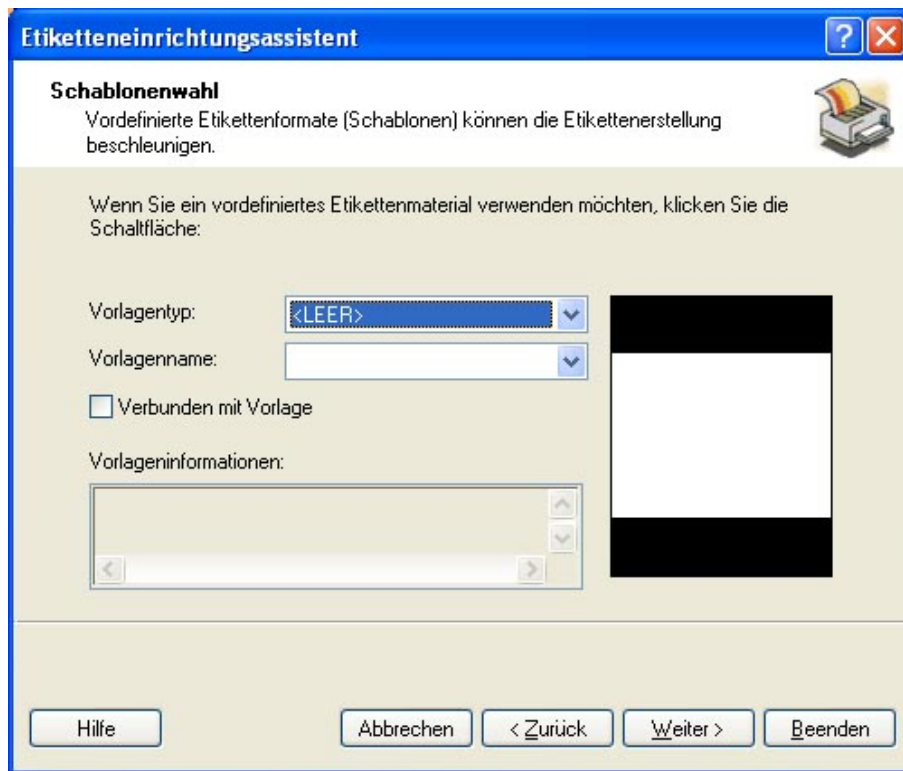 Etiketteneinrichtungsassistent
Schablonenwahl
Vordefinierte Etikettenformate (Schablonen) können die Etikettenerstellung
beschleunigen.
Wenn Sie ein vordefiniertes Etikettenmaterial verwenden möchten, klicken Sie die
Schaltfläche:
Vorlagentyp: <LEER>
Vorlagenname:
Verbunden mit Vorlage
Vorlageninformationen:
Hilfe Abbrechen < Zurück Weiter > Beenden